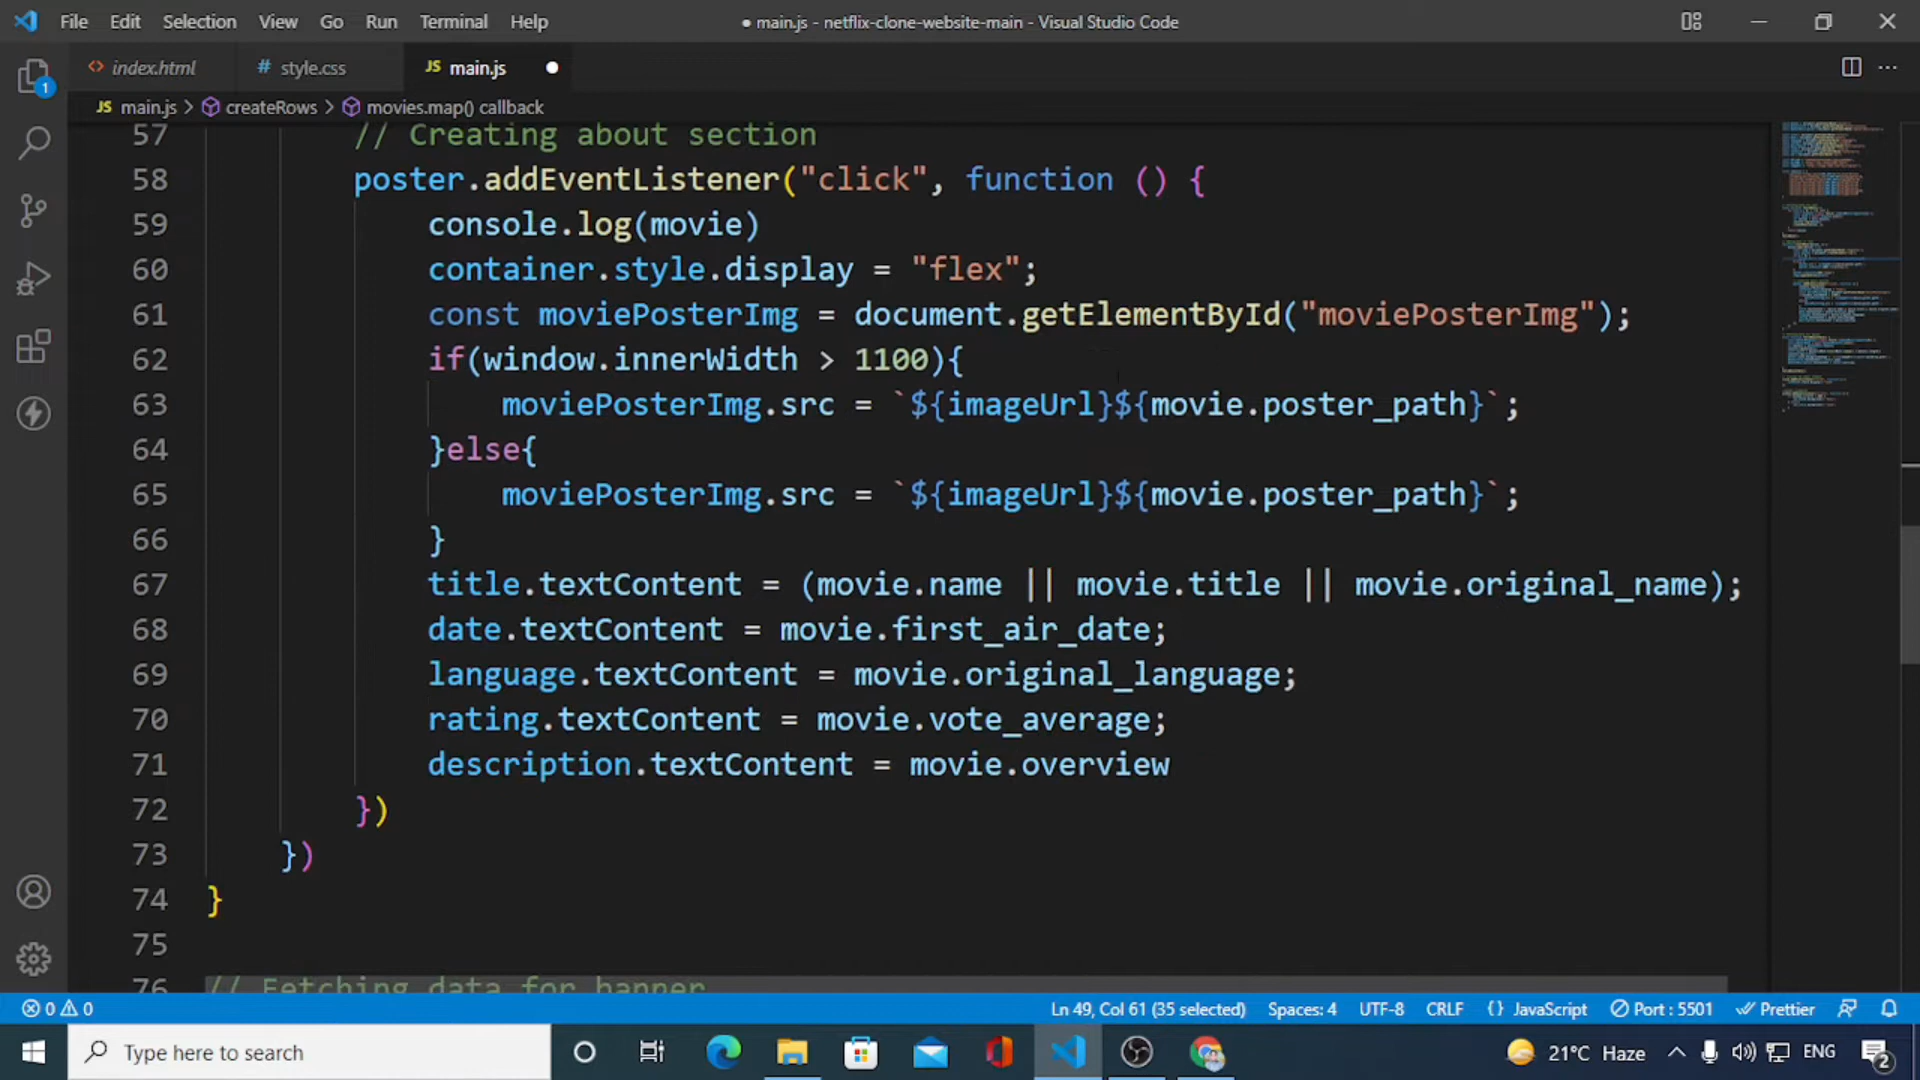 File Edit Selection View Go Run Terminal Help
● main.js - netflix-clone-website-main - Visual Studio Code
<> index.html
# style.css
JS main.js ●
JS main.js > createRows > movies.map() callback
57 // Creating about section
58 poster.addEventListener("click", function () {
59 console.log(movie)
60 container.style.display = "flex";
61 const moviePosterImg = document.getElementById("moviePosterImg");
62 if(window.innerWidth > 1100){
63 moviePosterImg.src = `${imageUrl}${movie.poster_path}`;
64 }else{
65 moviePosterImg.src = `${imageUrl}${movie.poster_path}`;
66 }
67 title.textContent = (movie.name || movie.title || movie.original_name);
68 date.textContent = movie.first_air_date;
69 language.textContent = movie.original_language;
70 rating.textContent = movie.vote_average;
71 description.textContent = movie.overview
72 })
73 })
74 }
75
76 // Fetching data for banner
1
0 0 Ln 49, Col 61 (35 selected) Spaces: 4 UTF-8 CRLF {} JavaScript Port : 5501 Prettier
Type here to search
21°C Haze
ENG
2